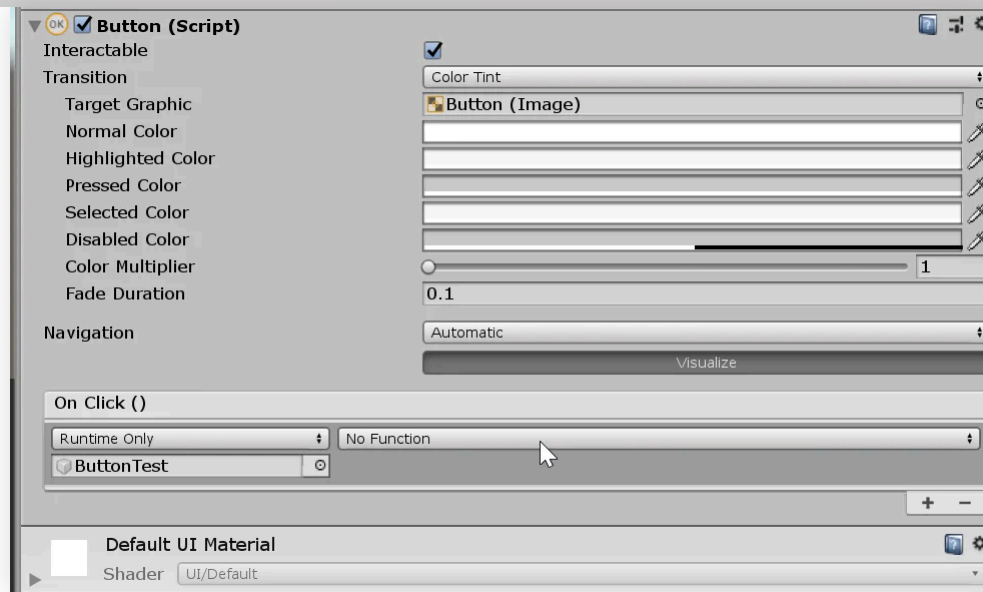 OK Button (Script)
Interactable
Transition Color Tint
Target Graphic Button (Image)
Normal Color
Highlighted Color
Pressed Color
Selected Color
Disabled Color
Color Multiplier 1
Fade Duration 0.1
Navigation Automatic
Visualize
On Click ()
Runtime Only No Function
ButtonTest
+ −
Default UI Material
Shader UI/Default